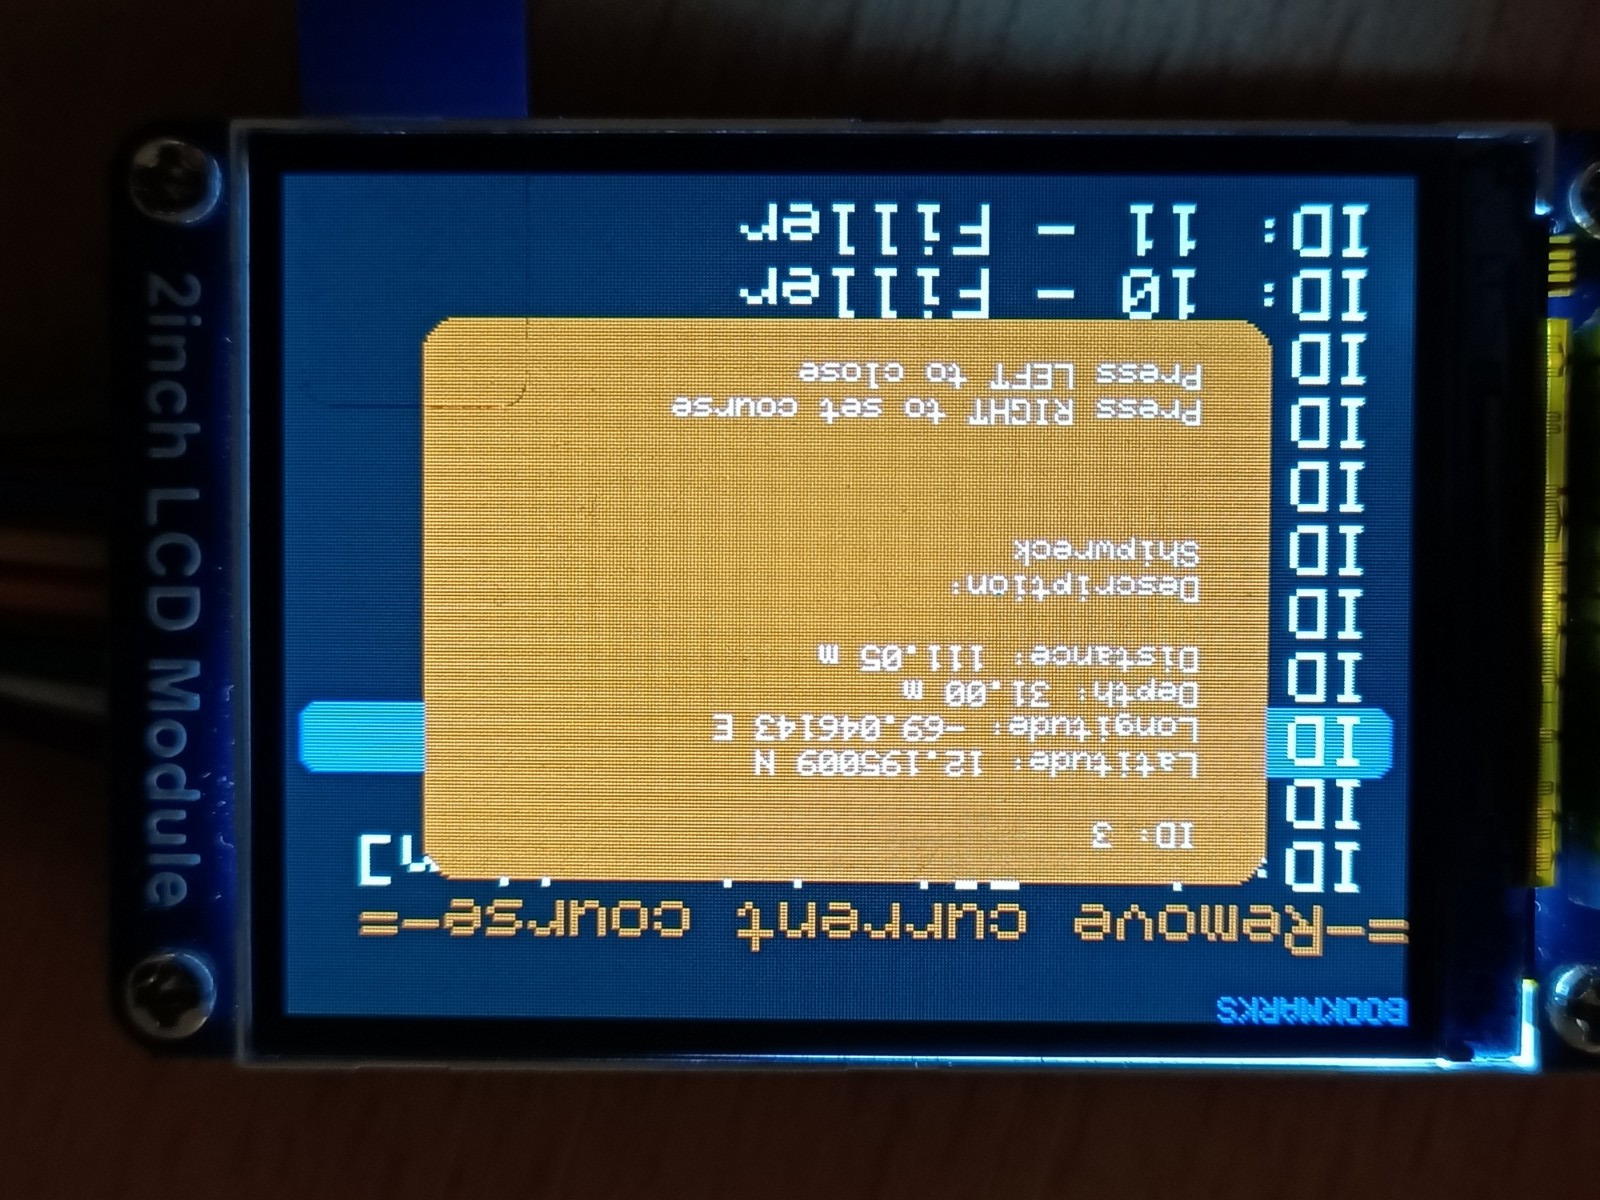 BOOKMARKS
=-Remove current course-=
ID:
ID
ID
ID
ID
ID
ID
ID
ID
ID: 10 - Filler
ID: 11 - Filler
ID: 3
Latitude: 12.195009 N
Longitude: -69.046143 E
Depth: 31.00 m
Distance: 111.05 m
Description:
Shipwreck
Press RIGHT to set course
Press LEFT to close
2inch LCD Module